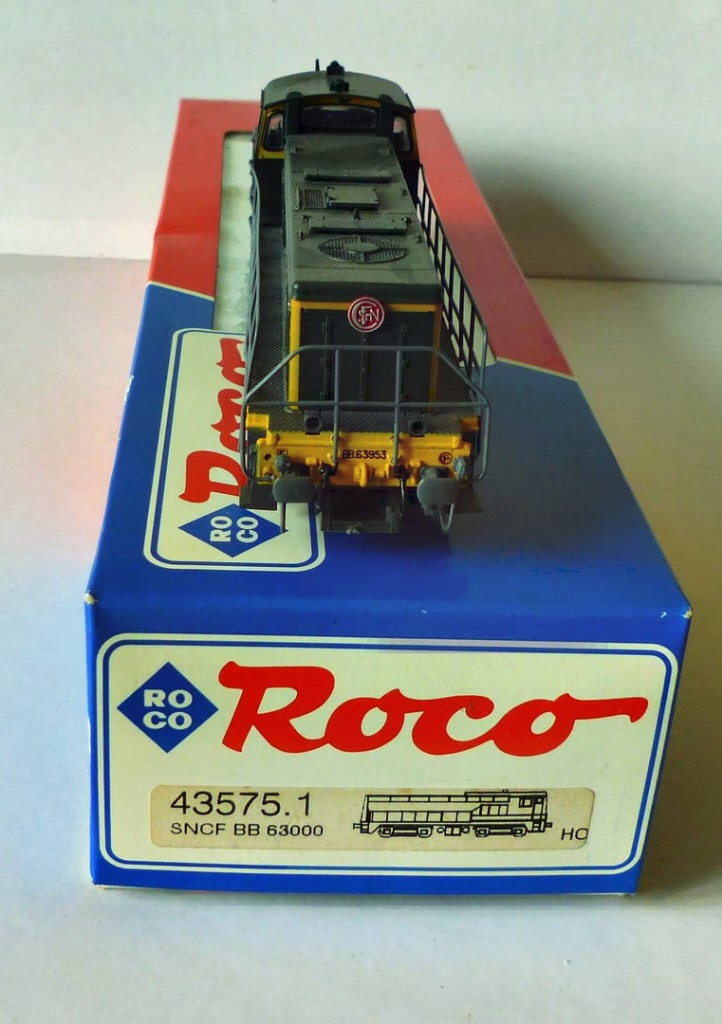 SNCF
BB.63953
RO
CO
RO
CO
Roco
43575.1
SNCF BB 63000
HO